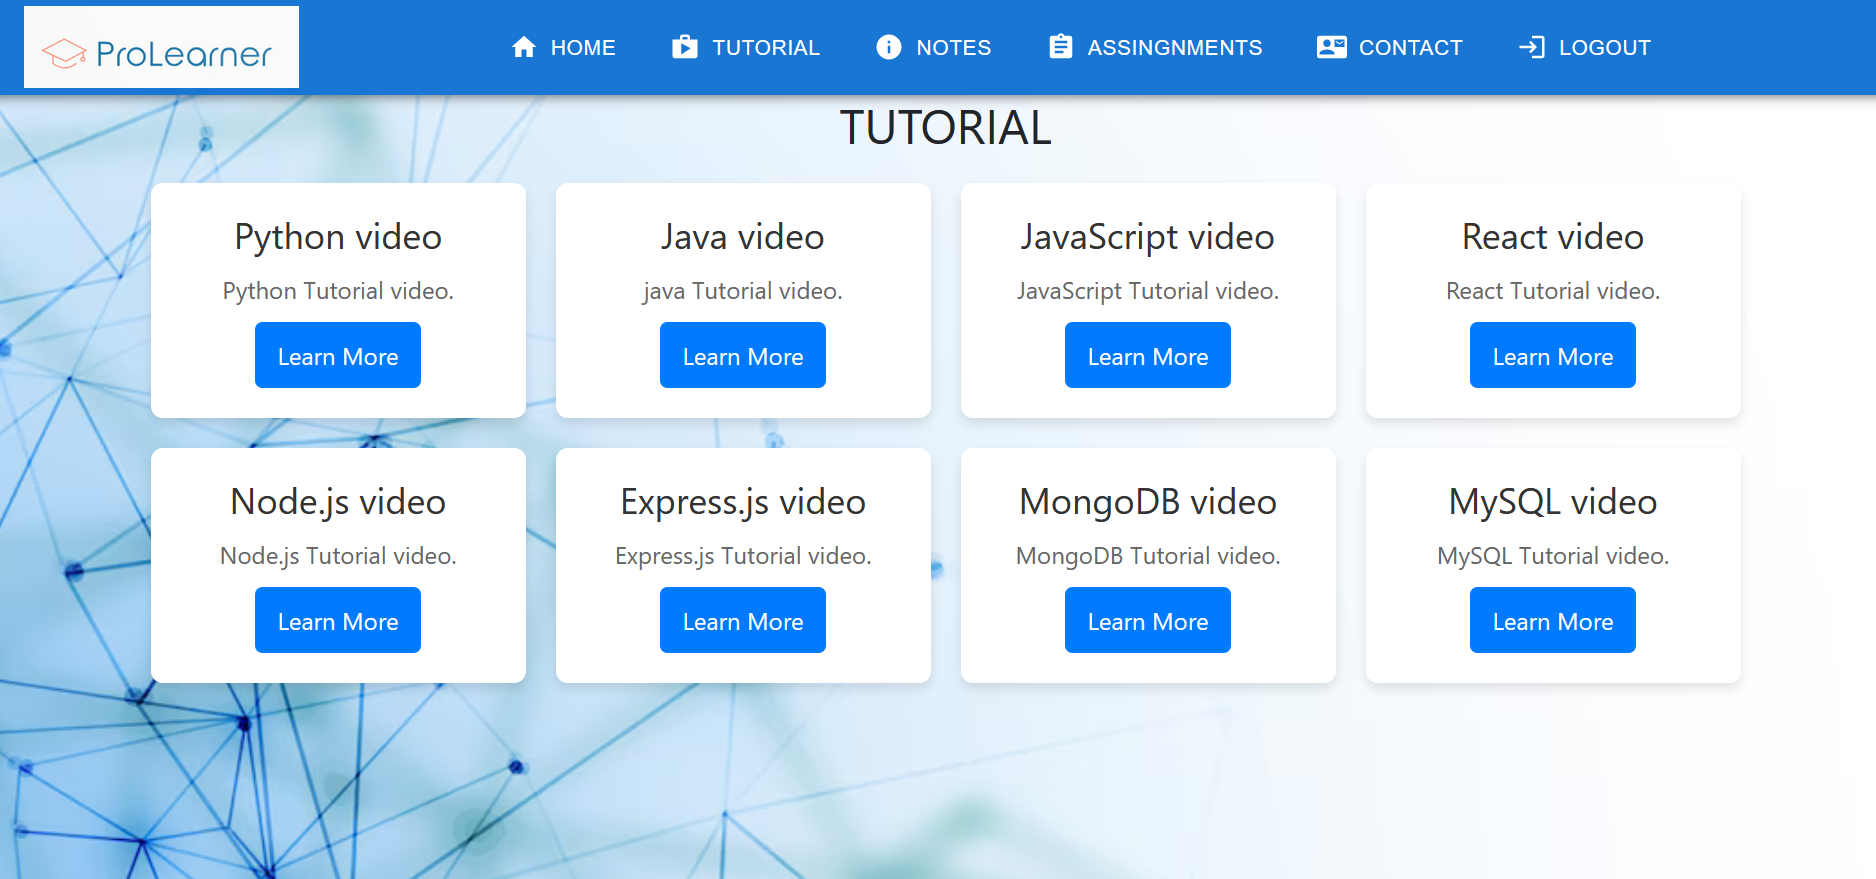 ProLearner
HOME
TUTORIAL
NOTES
ASSINGNMENTS
CONTACT
LOGOUT
TUTORIAL
Python video
Python Tutorial video.
Learn More
Java video
java Tutorial video.
Learn More
JavaScript video
JavaScript Tutorial video.
Learn More
React video
React Tutorial video.
Learn More
Node.js video
Node.js Tutorial video.
Learn More
Express.js video
Express.js Tutorial video.
Learn More
MongoDB video
MongoDB Tutorial video.
Learn More
MySQL video
MySQL Tutorial video.
Learn More